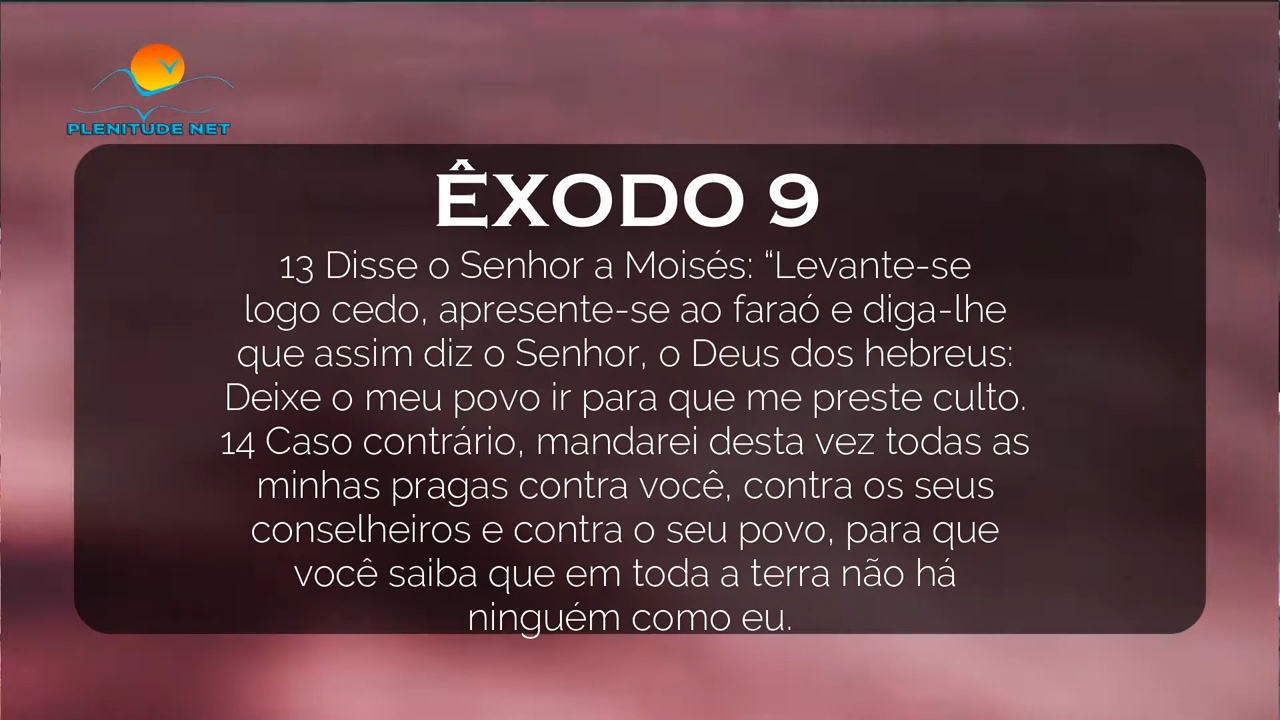 PLENITUDE NET
ÊXODO 9
13 Disse o Senhor a Moisés: “Levante-se
logo cedo, apresente-se ao faraó e diga-lhe
que assim diz o Senhor, o Deus dos hebreus:
Deixe o meu povo ir para que me preste culto.
14 Caso contrário, mandarei desta vez todas as
minhas pragas contra você, contra os seus
conselheiros e contra o seu povo, para que
você saiba que em toda a terra não há
ninguém como eu.